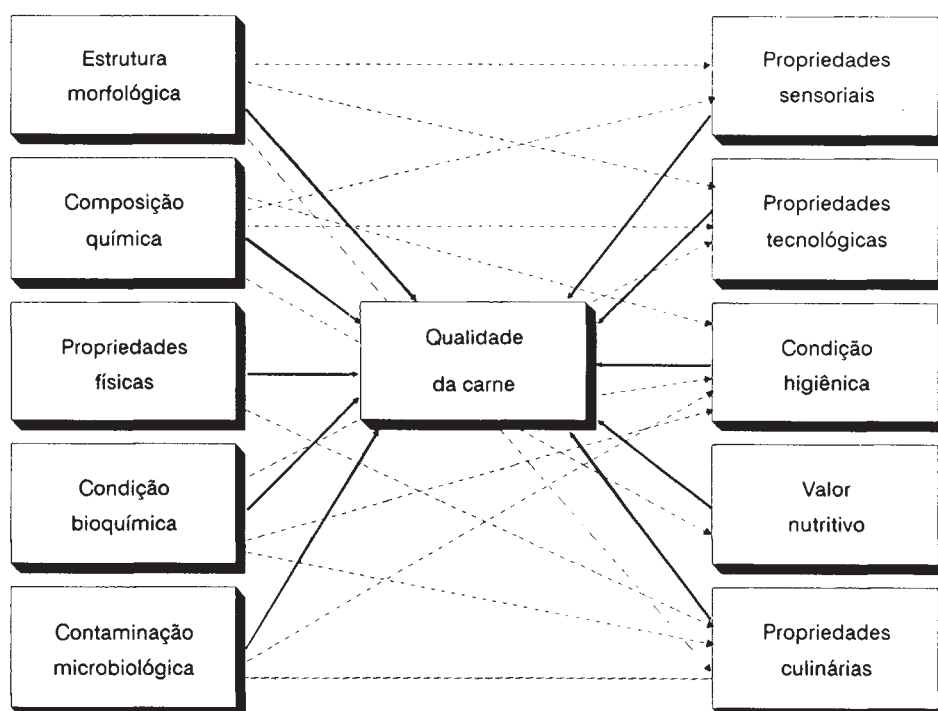 Estrutura
morfológica
Composição
química
Propriedades
físicas
Condição
bioquímica
Contaminação
microbiológica
Qualidade
da carne
Propriedades
sensoriais
Propriedades
tecnológicas
Condição
higiênica
Valor
nutritivo
Propriedades
culinárias